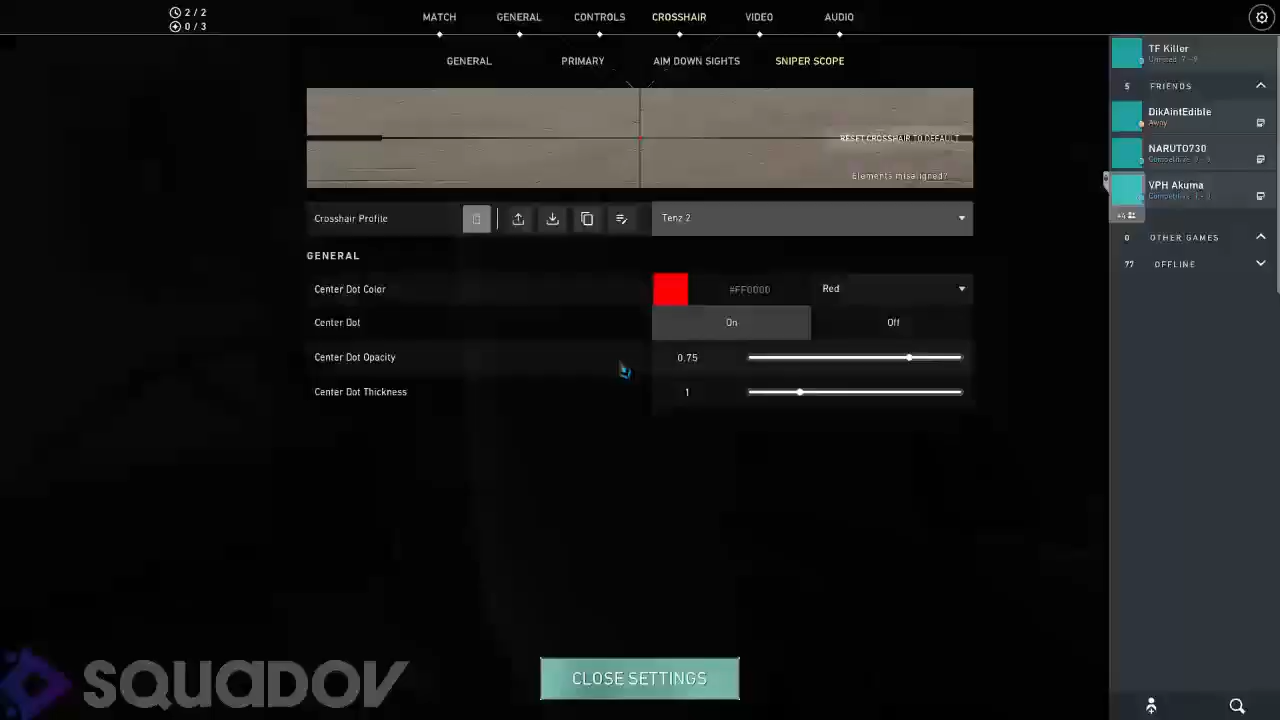 2 / 2
0 / 3
MATCH
GENERAL
CONTROLS
CROSSHAIR
VIDEO
AUDIO
GENERAL
PRIMARY
AIM DOWN SIGHTS
SNIPER SCOPE
RESET CROSSHAIR TO DEFAULT
Elements misaligned?
Crosshair Profile
Tenz 2
GENERAL
Center Dot Color
#FF0000
Red
Center Dot
On
Off
Center Dot Opacity
0.75
Center Dot Thickness
1
CLOSE SETTINGS
SQUADOV
TF Killer
5 FRIENDS
DikAintEdible
Away
NARUTO730
VPH Akuma
+4
0 OTHER GAMES
77 OFFLINE